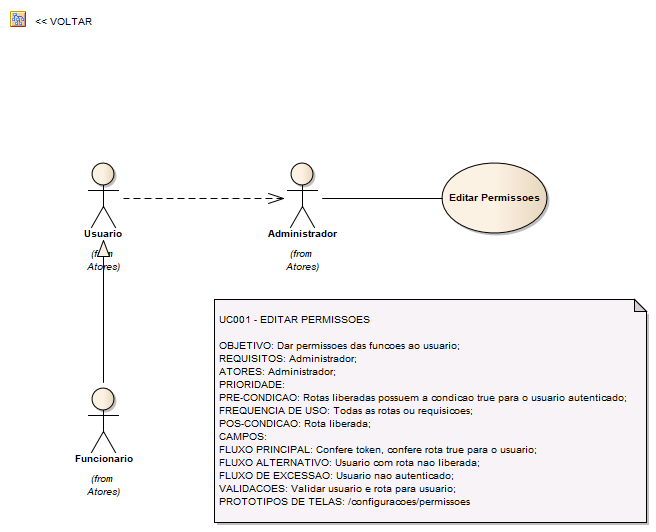 << VOLTAR
Usuario
(from
Atores)
Administrador
(from
Atores)
Editar Permissoes
Funcionario
(from
Atores)
UC001 - EDITAR PERMISSOES
OBJETIVO: Dar permissoes das funcoes ao usuario;
REQUISITOS: Administrador;
ATORES: Administrador;
PRIORIDADE:
PRE-CONDICAO: Rotas liberadas possuem a condicao true para o usuario autenticado;
FREQUENCIA DE USO: Todas as rotas ou requisicoes;
POS-CONDICAO: Rota liberada;
CAMPOS:
FLUXO PRINCIPAL: Confere token, confere rota true para o usuario;
FLUXO ALTERNATIVO: Usuario com rota nao liberada;
FLUXO DE EXCESSAO: Usuario nao autenticado;
VALIDACOES: Validar usuario e rota para usuario;
PROTOTIPOS DE TELAS: /configuracoes/permissoes